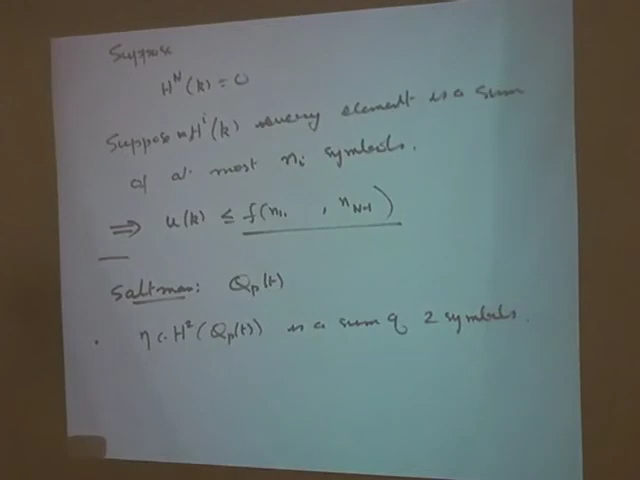 Suppose
H^N(k) = 0
Suppose in H^i(k) every element is a sum
of at most n_i symbols.
⟹ u(k) ≤ f(n_1, , n_{N-1})
Saltman: Q_p(t)
η ∈ H^2(Q_p(t)) is a sum of 2 symbols.